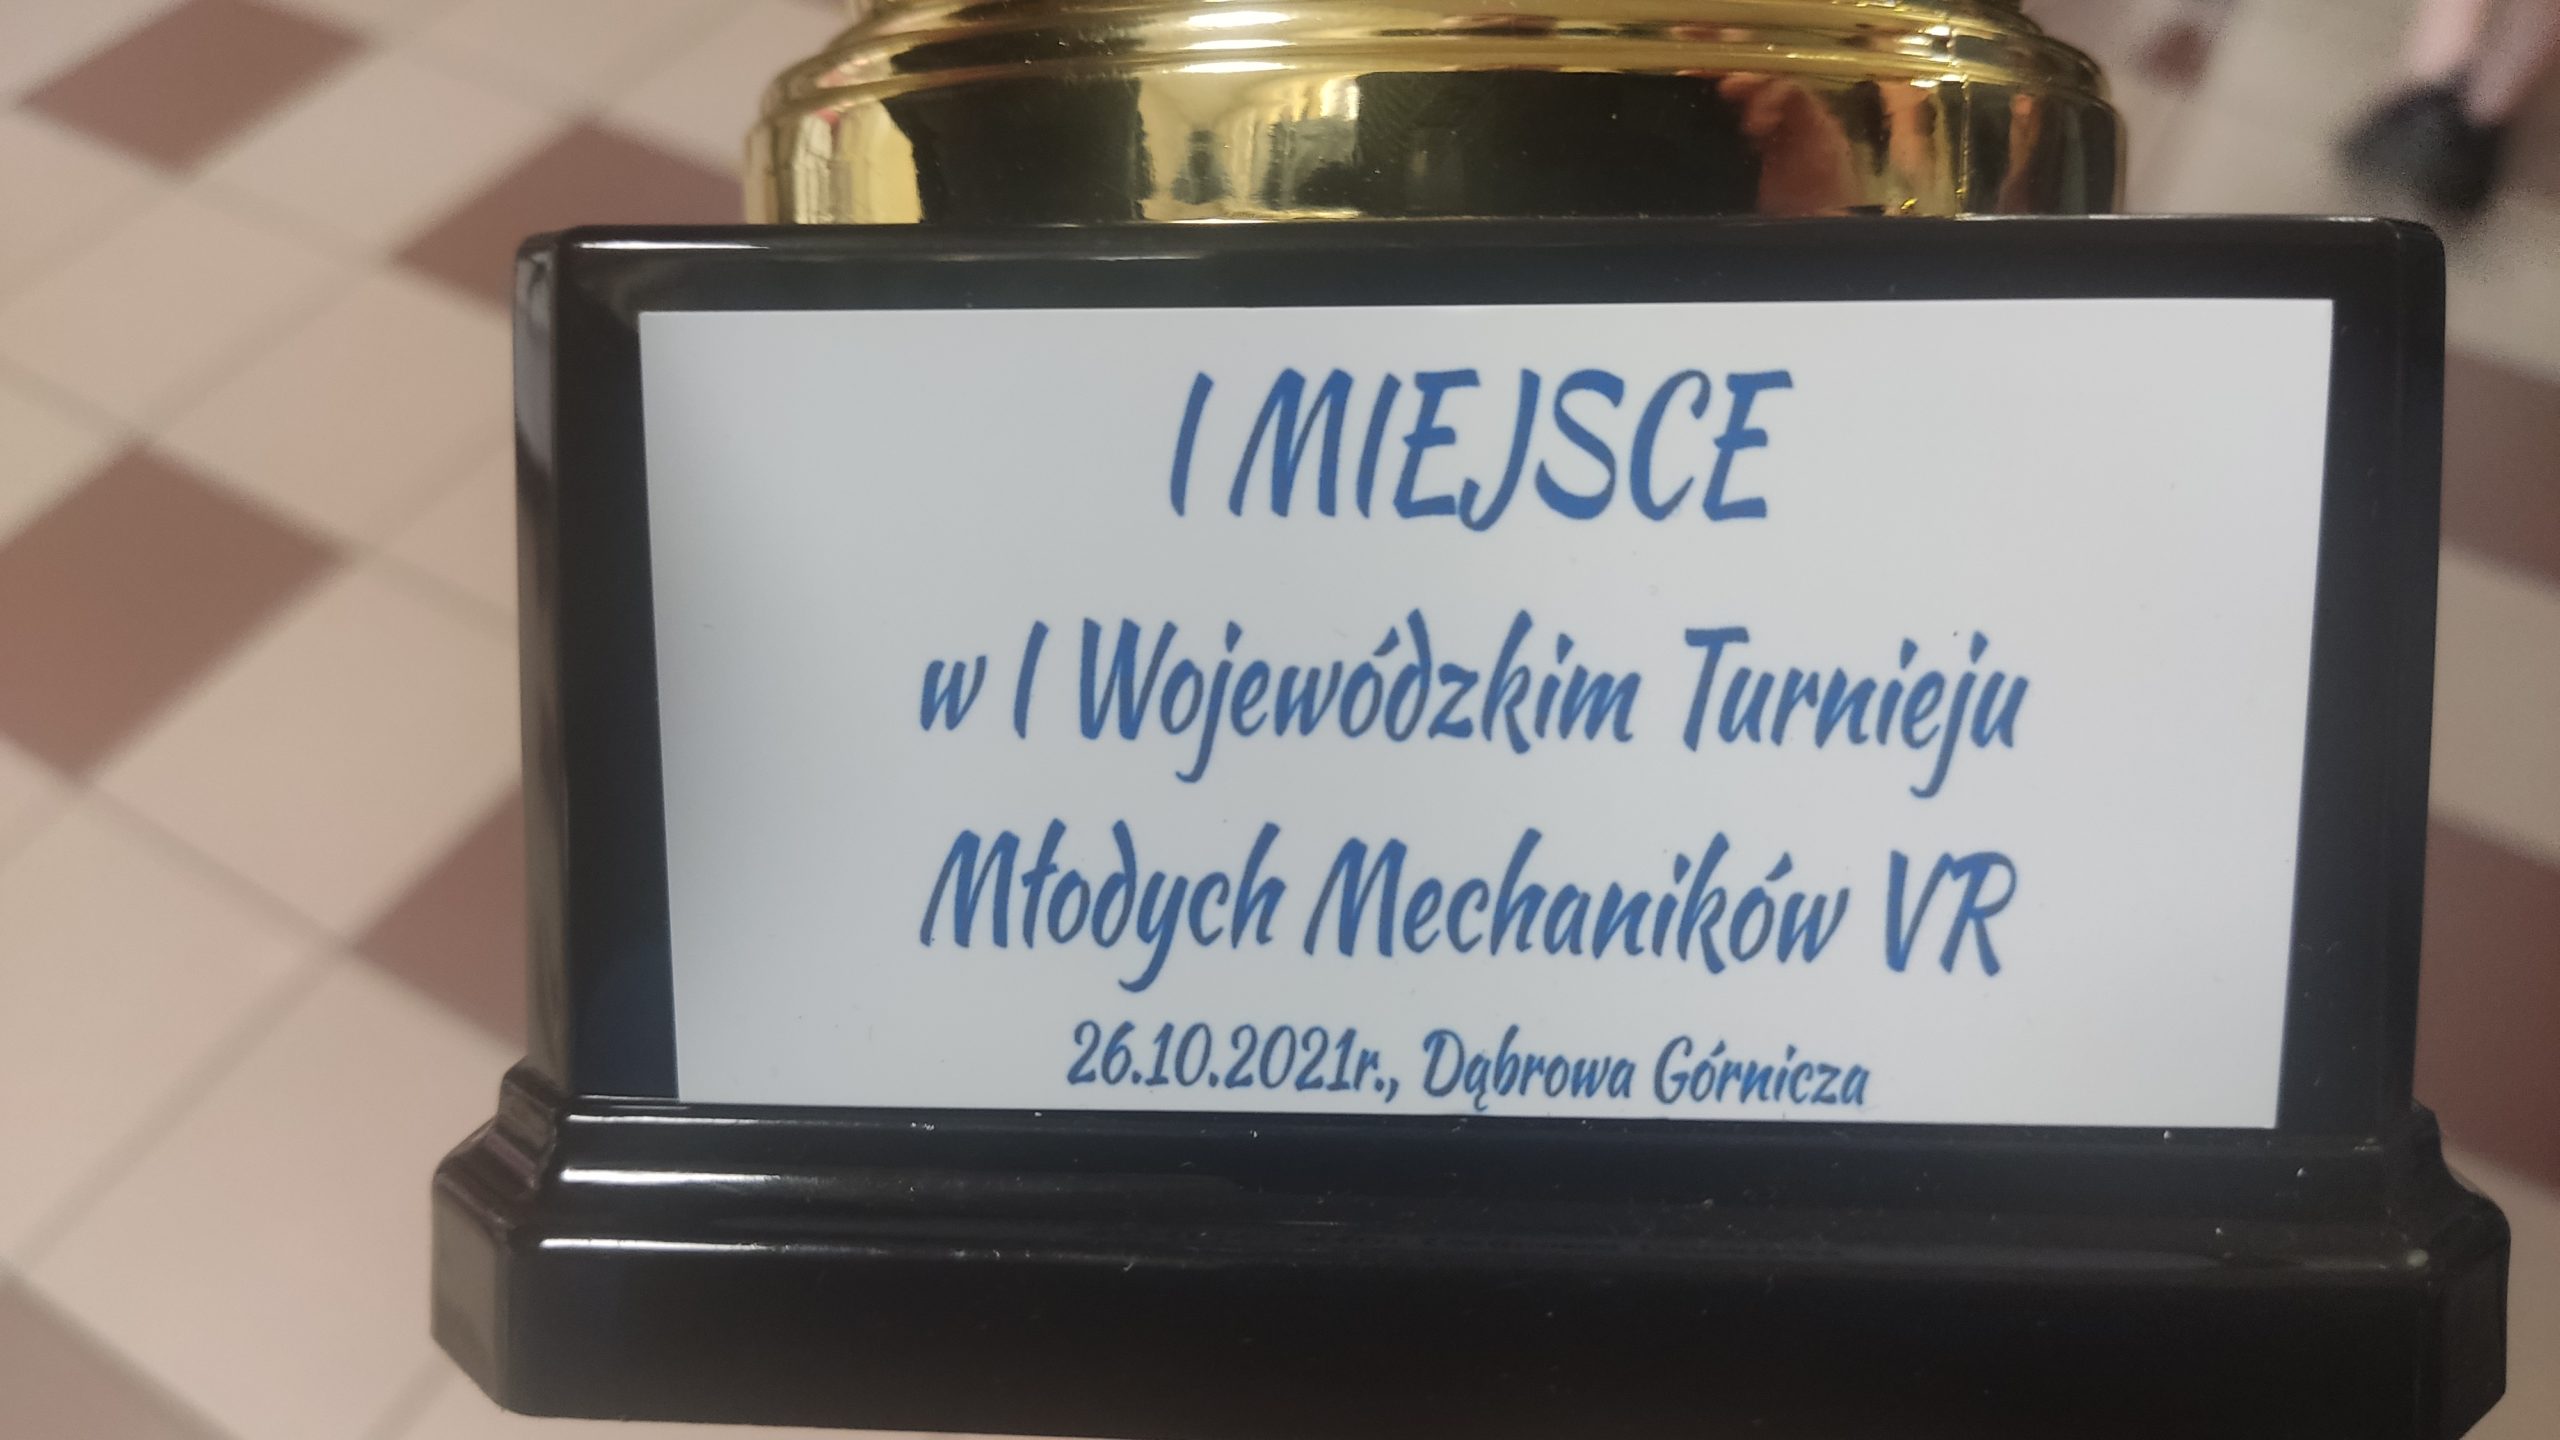 I MIEJSCE
w I Wojewódzkim Turnieju
Młodych Mechaników VR
26.10.2021r., Dąbrowa Górnicza